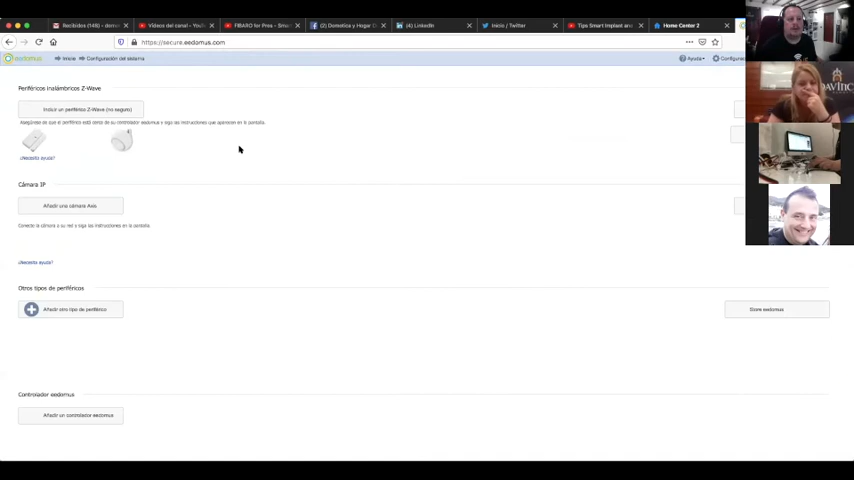 Recibidos (149) - domot
Vídeos del canal - YouTu
FIBARO for Pros - Smart
(2) Domotica y Hogar D
LinkedIn
Inicio / Twitter
Tips Smart Implant and
Home Center 2
https://secure.eedomus.com
eedomus
Inicio
Configuración del sistema
Ayuda
Configura
Periféricos inalámbricos Z-Wave
Incluir un periférico Z-Wave (no seguro)
Asegúrese de que el periférico está cerca de su controlador eedomus y siga las instrucciones que aparecen en la pantalla.
¿Necesita ayuda?
Cámara IP
Añadir una cámara Axis
Conecte la cámara a su red y siga las instrucciones en la pantalla.
¿Necesita ayuda?
Otros tipos de periféricos
Añadir otro tipo de periférico
Store eedomus
Controlador eedomus
Añadir un controlador eedomus